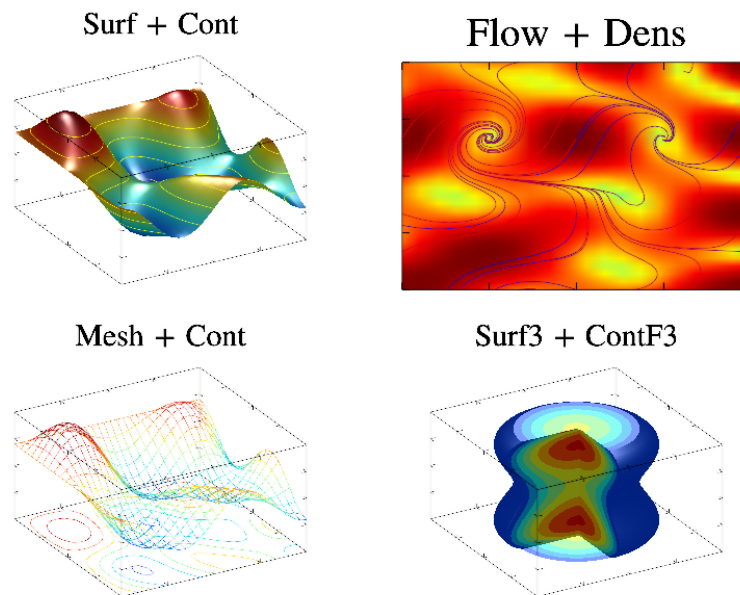 Surf + Cont
Flow + Dens
Mesh + Cont
Surf3 + ContF3